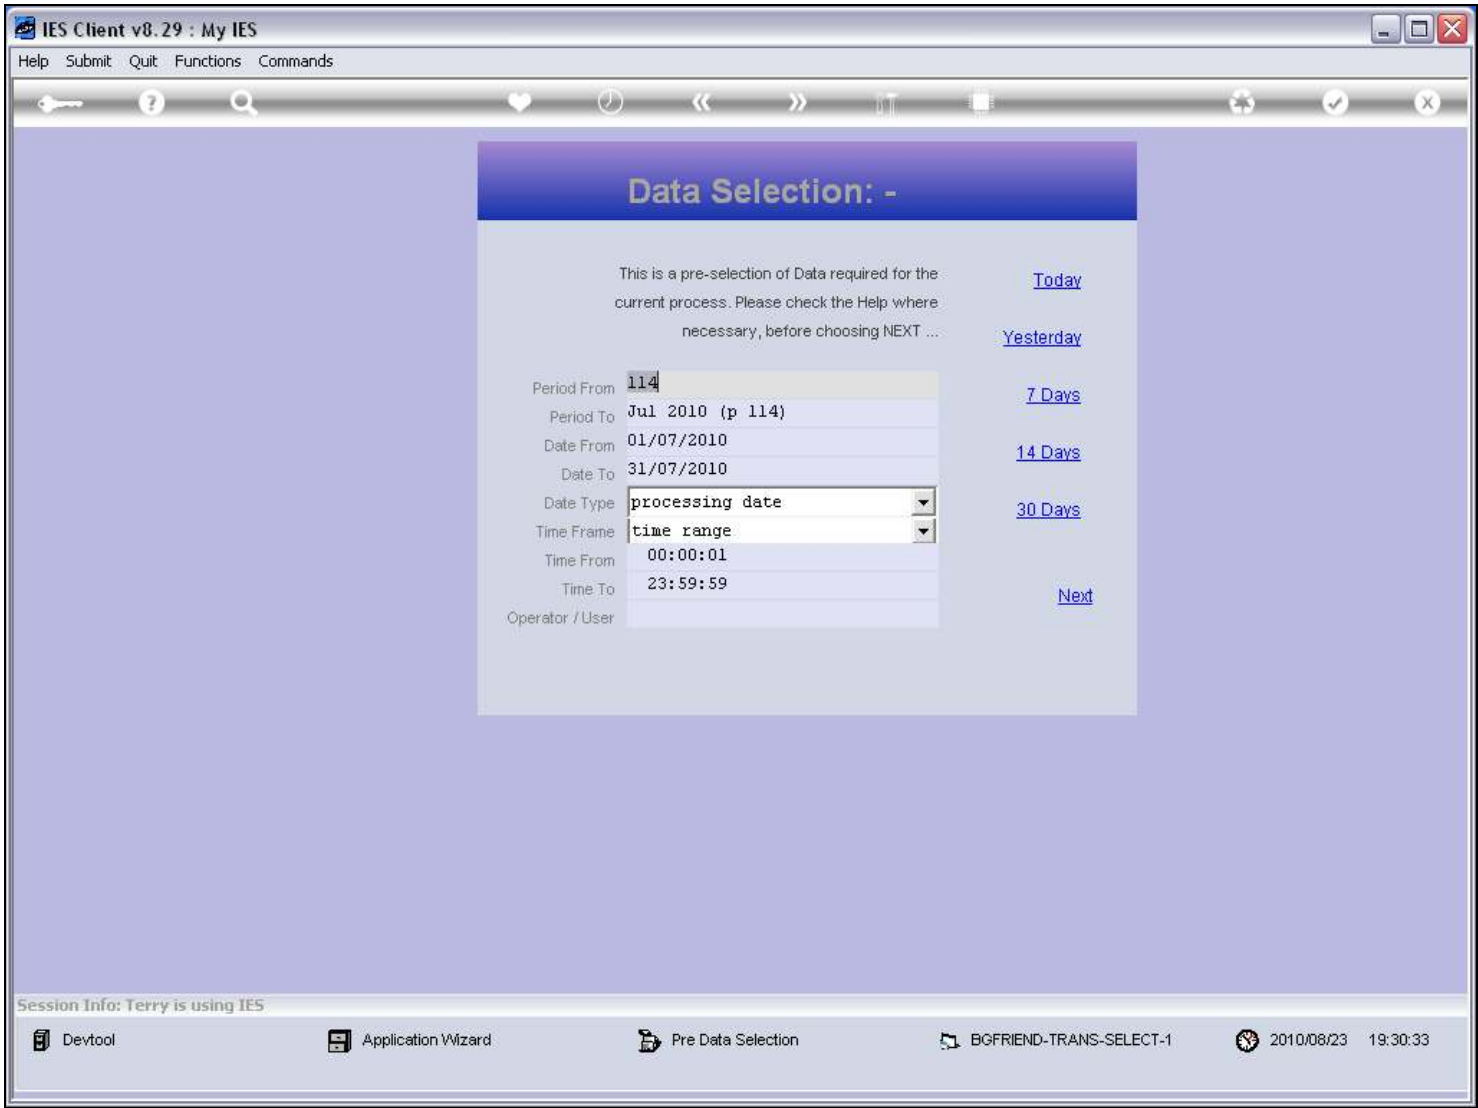 IES Client v8.29 : My IES
Help Submit Quit Functions Commands
Data Selection: -
This is a pre-selection of Data required for the
current process. Please check the Help where
necessary, before choosing NEXT ...
Today
Yesterday
7 Days
14 Days
30 Days
Next
Period From 114
Period To Jul 2010 (p 114)
Date From 01/07/2010
Date To 31/07/2010
Date Type processing date
Time Frame time range
Time From 00:00:01
Time To 23:59:59
Operator / User
Session Info: Terry is using IES
Devtool Application Wizard Pre Data Selection BGFRIEND-TRANS-SELECT-1 2010/08/23 19:30:33